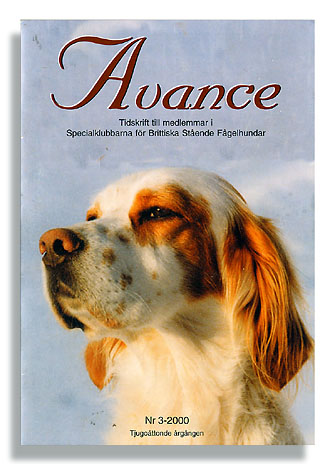 Avance
Tidskrift till medlemmar i
Specialklubbarna för Brittiska Stående Fågelhundar
Nr 3-2000
Tjugoåttonde årgången